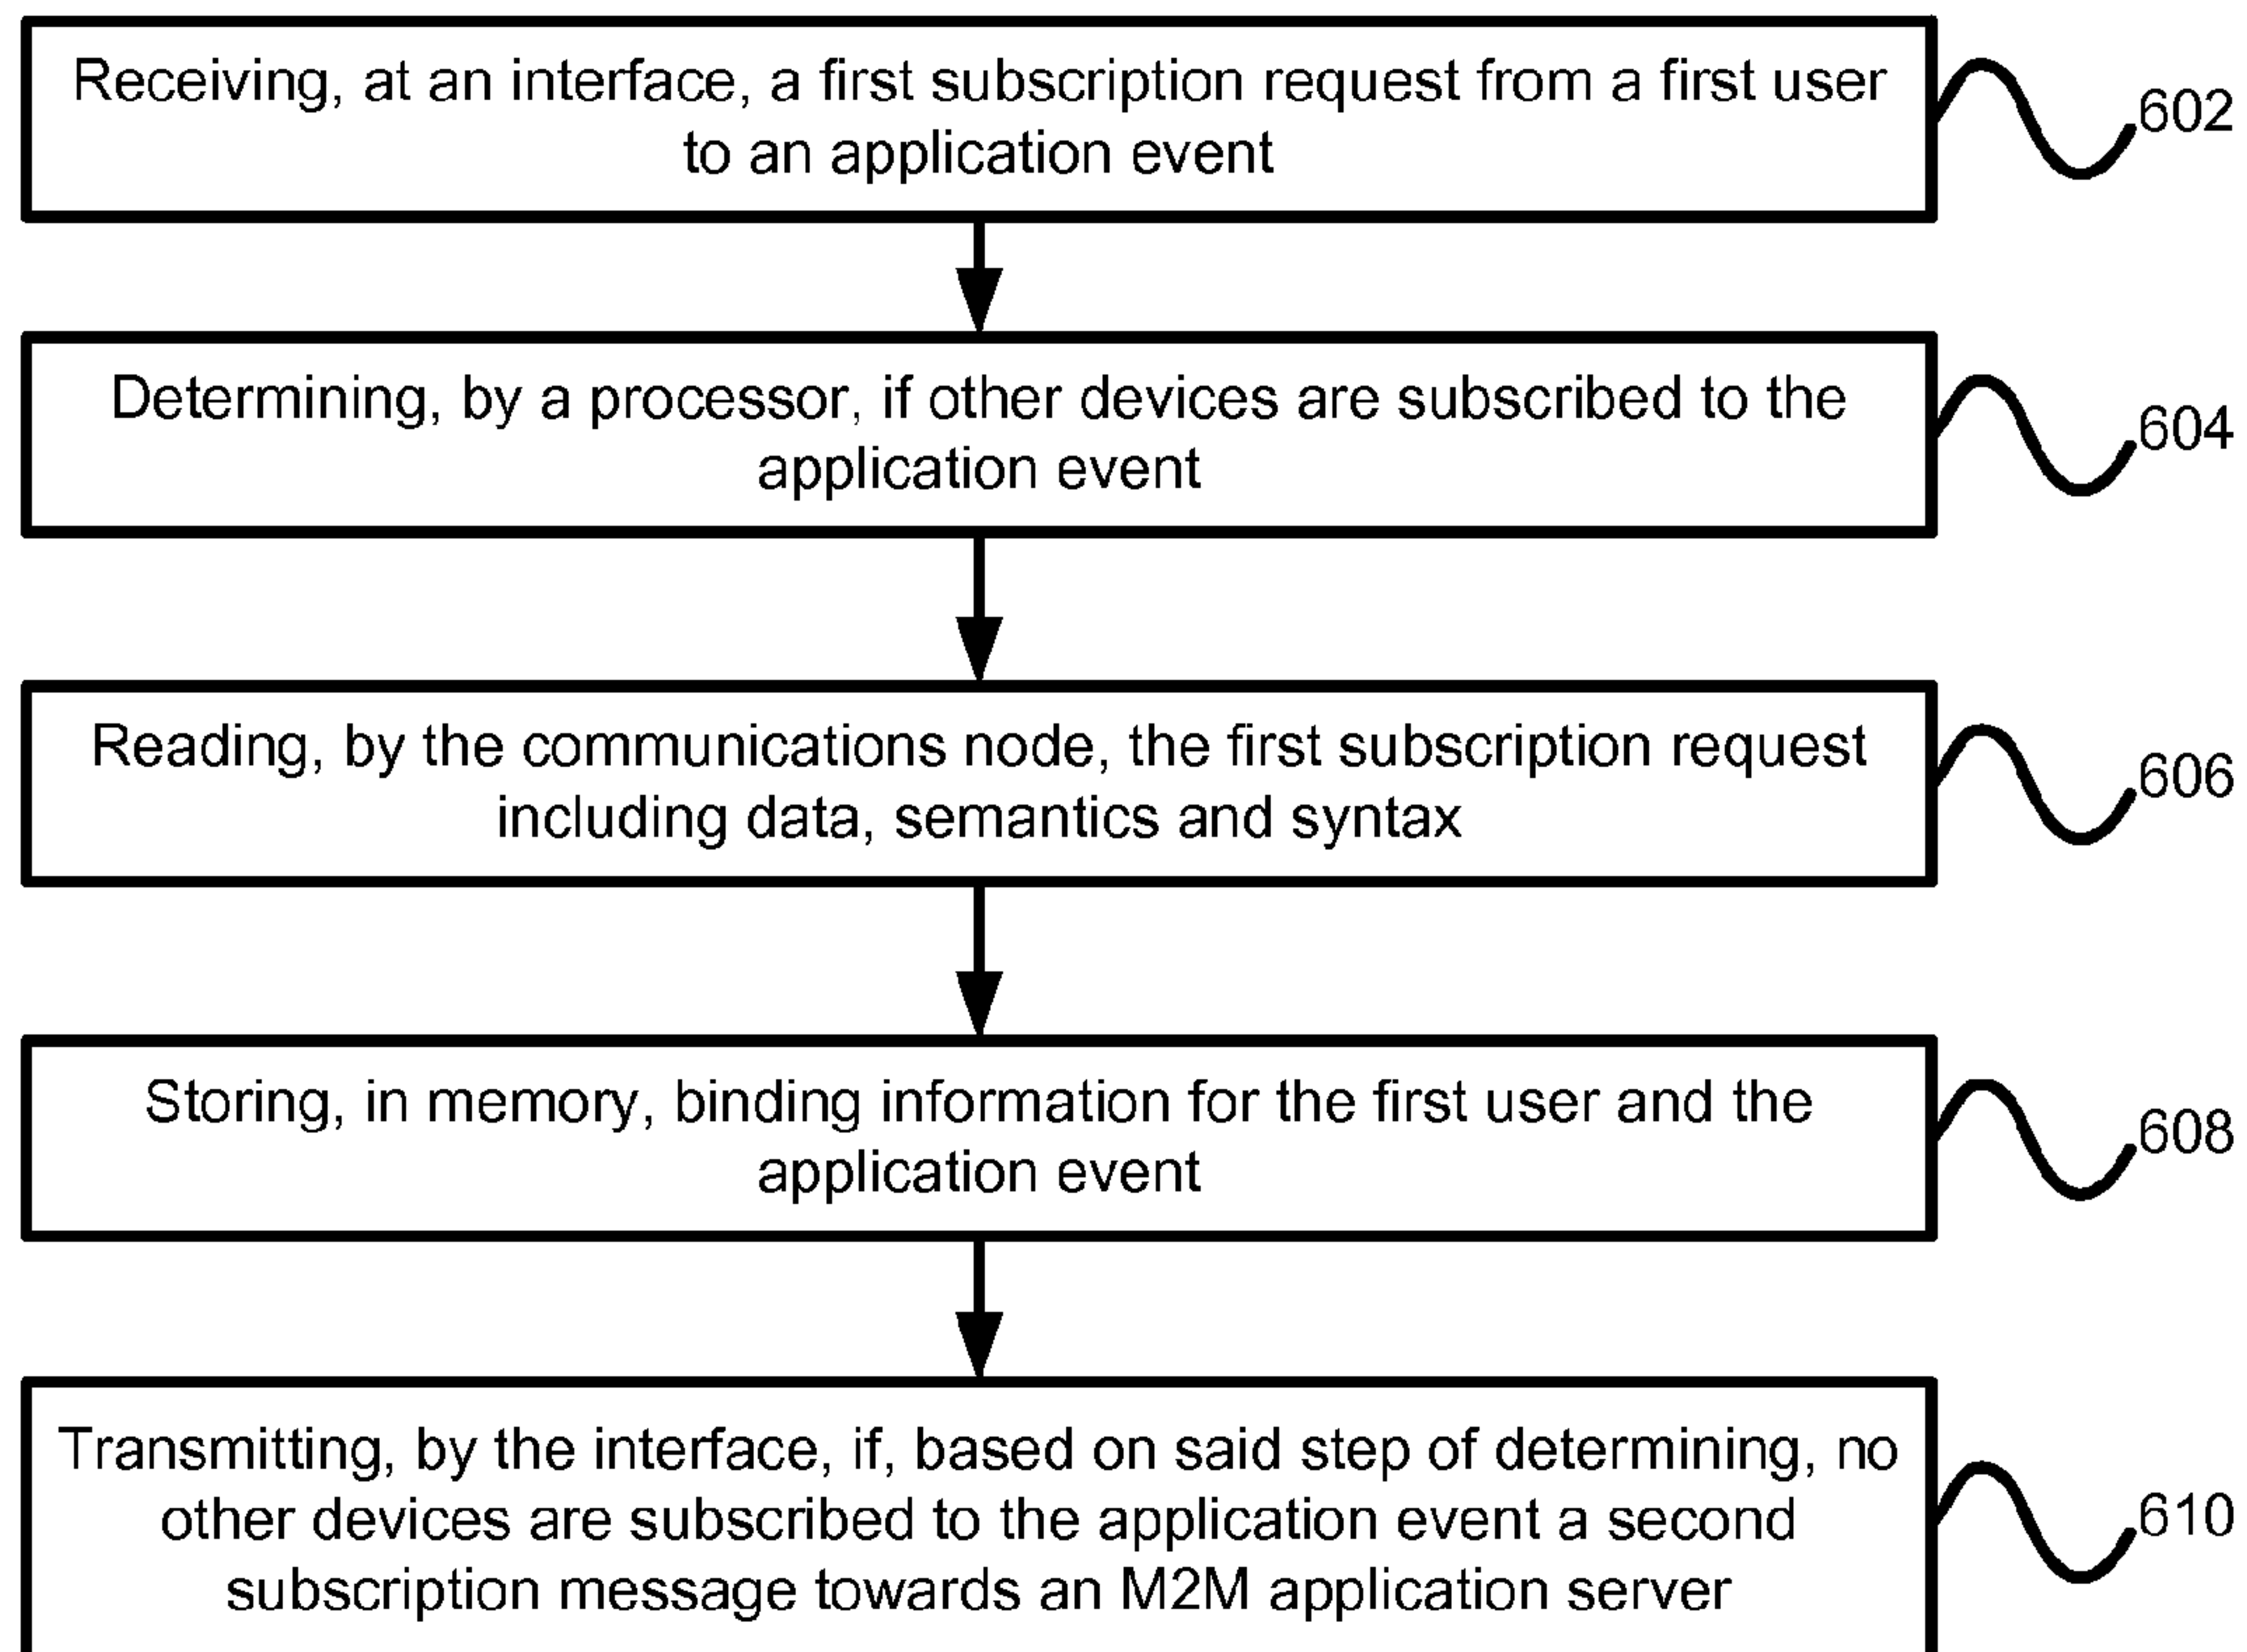 Receiving, at an interface, a first subscription request from a first user
to an application event
602
Determining, by a processor, if other devices are subscribed to the
application event
604
Reading, by the communications node, the first subscription request
including data, semantics and syntax
606
Storing, in memory, binding information for the first user and the
application event
608
Transmitting, by the interface, if, based on said step of determining, no
other devices are subscribed to the application event a second
subscription message towards an M2M application server
610